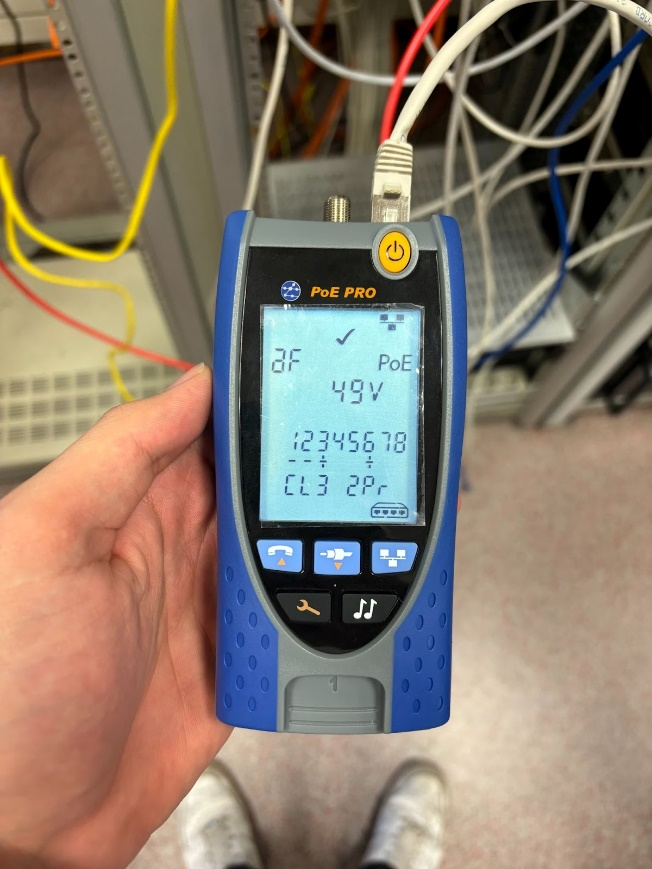 PoE PRO
✓
aF PoE
49V
12345678
CL3 2Pr
1